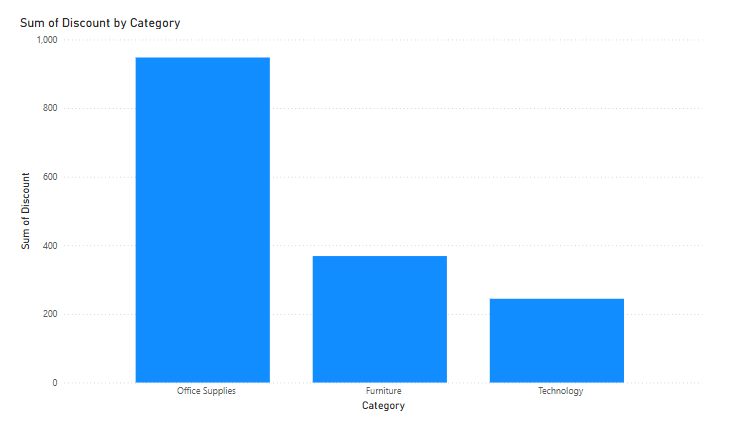 Sum of Discount by Category
1,000
800
600
400
200
0
Sum of Discount
Office Supplies
Furniture
Technology
Category